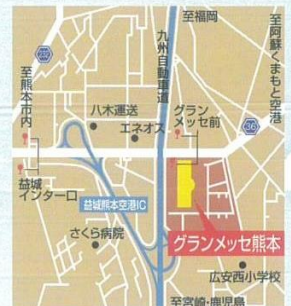 至福岡
至阿蘇くまもと空港
九州自動車道
至熊本市内
八木運送
エネオス
グラン
メッセ前
36
益城
インター口
益城熊本空港IC
さくら病院
グランメッセ熊本
広安西小学校
至宮崎・鹿児島